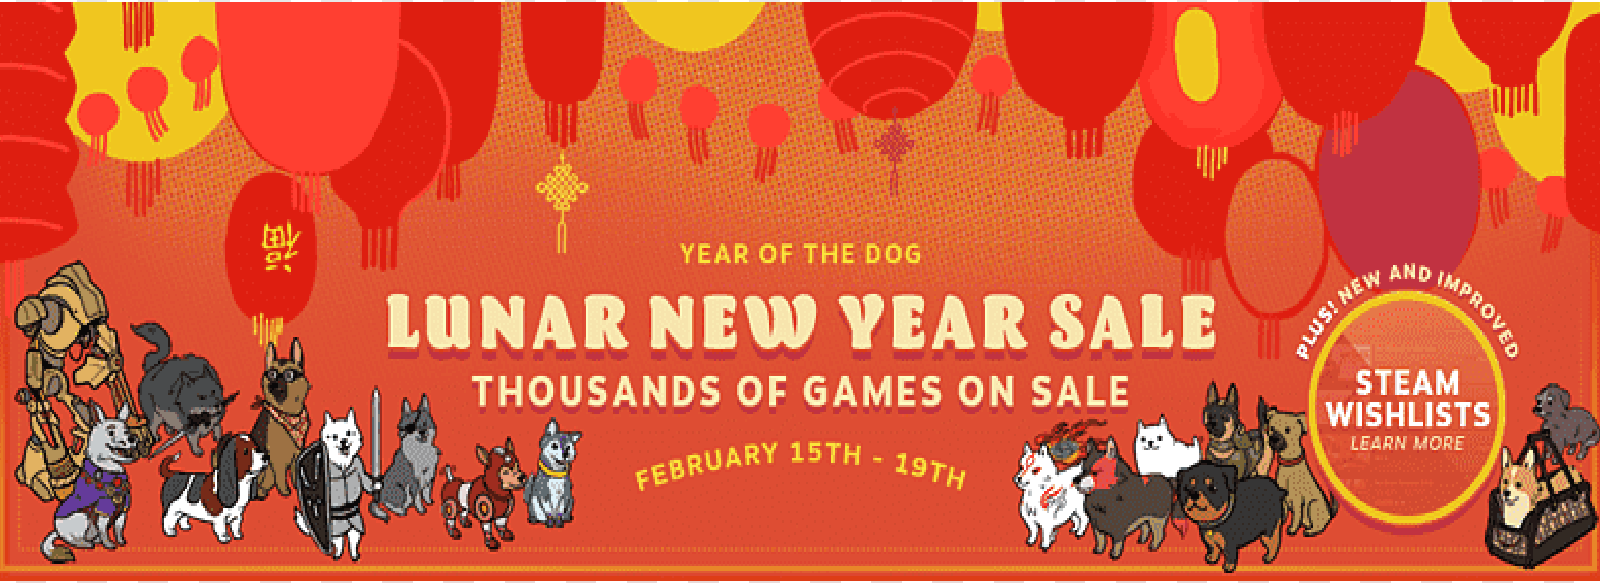 福
YEAR OF THE DOG
LUNAR NEW YEAR SALE
THOUSANDS OF GAMES ON SALE
FEBRUARY 15TH - 19TH
PLUS! NEW AND IMPROVED
STEAM
WISHLISTS
LEARN MORE